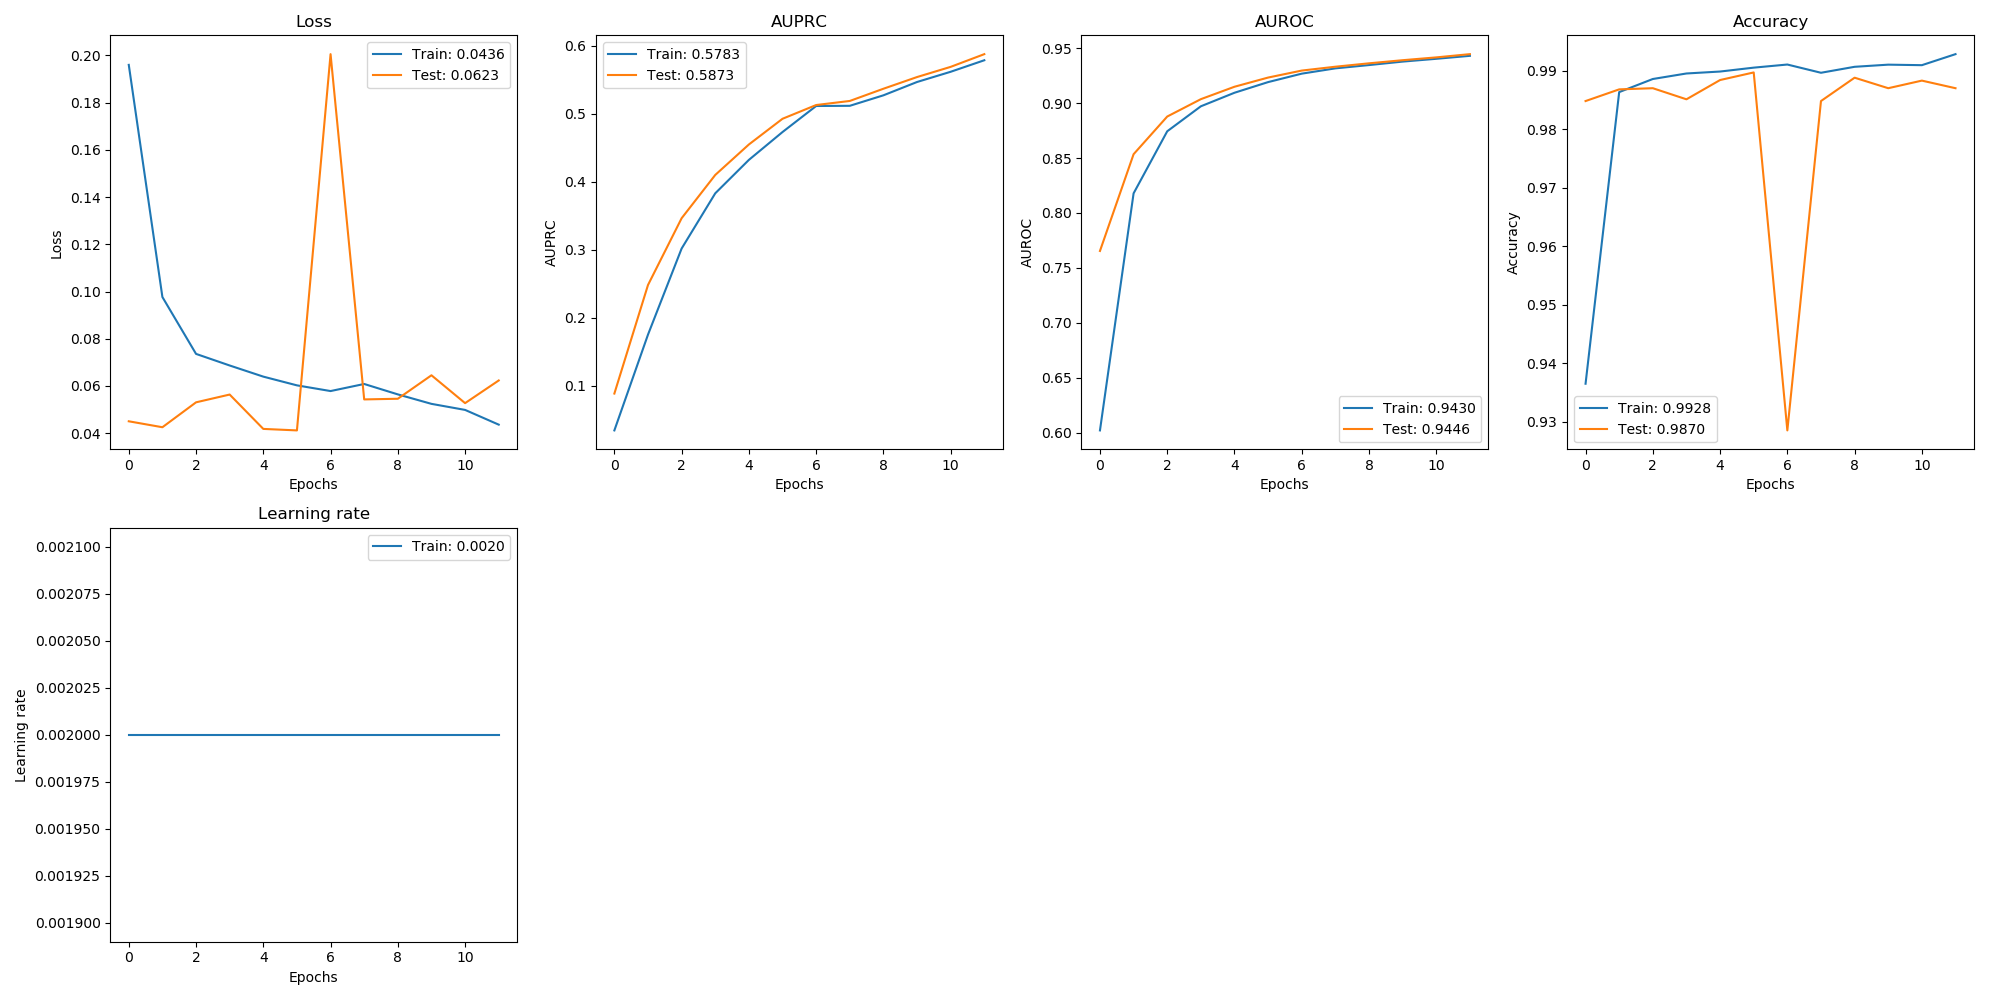 Loss
Loss
0.20
0.18
0.16
0.14
0.12
0.10
0.08
0.06
0.04
Train: 0.0436
Test: 0.0623
0 2 4 6 8 10
Epochs
AUPRC
AUPRC
0.6
0.5
0.4
0.3
0.2
0.1
Train: 0.5783
Test: 0.5873
0 2 4 6 8 10
Epochs
AUROC
AUROC
0.95
0.90
0.85
0.80
0.75
0.70
0.65
0.60
Train: 0.9430
Test: 0.9446
0 2 4 6 8 10
Epochs
Accuracy
Accuracy
0.99
0.98
0.97
0.96
0.95
0.94
0.93
Train: 0.9928
Test: 0.9870
0 2 4 6 8 10
Epochs
Learning rate
Learning rate
0.002100
0.002075
0.002050
0.002025
0.002000
0.001975
0.001950
0.001925
0.001900
Train: 0.0020
0 2 4 6 8 10
Epochs